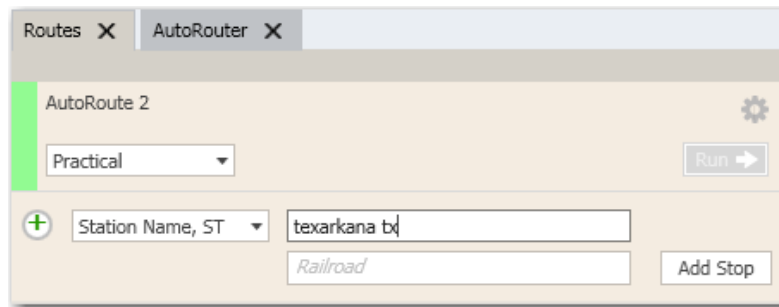 Routes AutoRouter
AutoRoute 2
Practical
Run
Station Name, ST texarkana tx
Railroad Add Stop